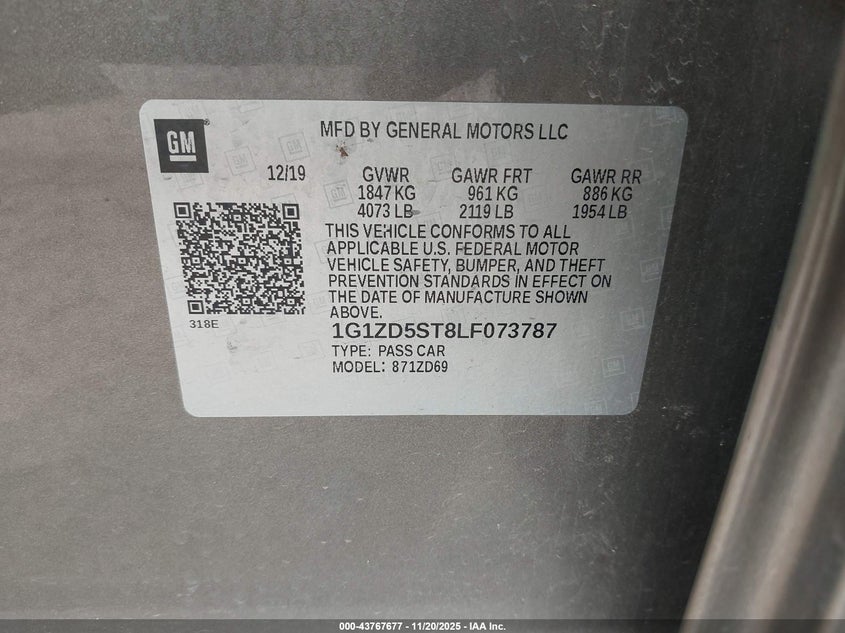 GM
MFD BY GENERAL MOTORS LLC
12/19 GVWR GAWR FRT GAWR RR
1847 KG 961 KG 886 KG
4073 LB 2119 LB 1954 LB
THIS VEHICLE CONFORMS TO ALL
APPLICABLE U.S. FEDERAL MOTOR
VEHICLE SAFETY, BUMPER, AND THEFT
PREVENTION STANDARDS IN EFFECT ON
THE DATE OF MANUFACTURE SHOWN
ABOVE.
318E
1G1ZD5ST8LF073787
TYPE: PASS CAR
MODEL: 871ZD69
000-43767677 - 11/20/2025 - IAA Inc.